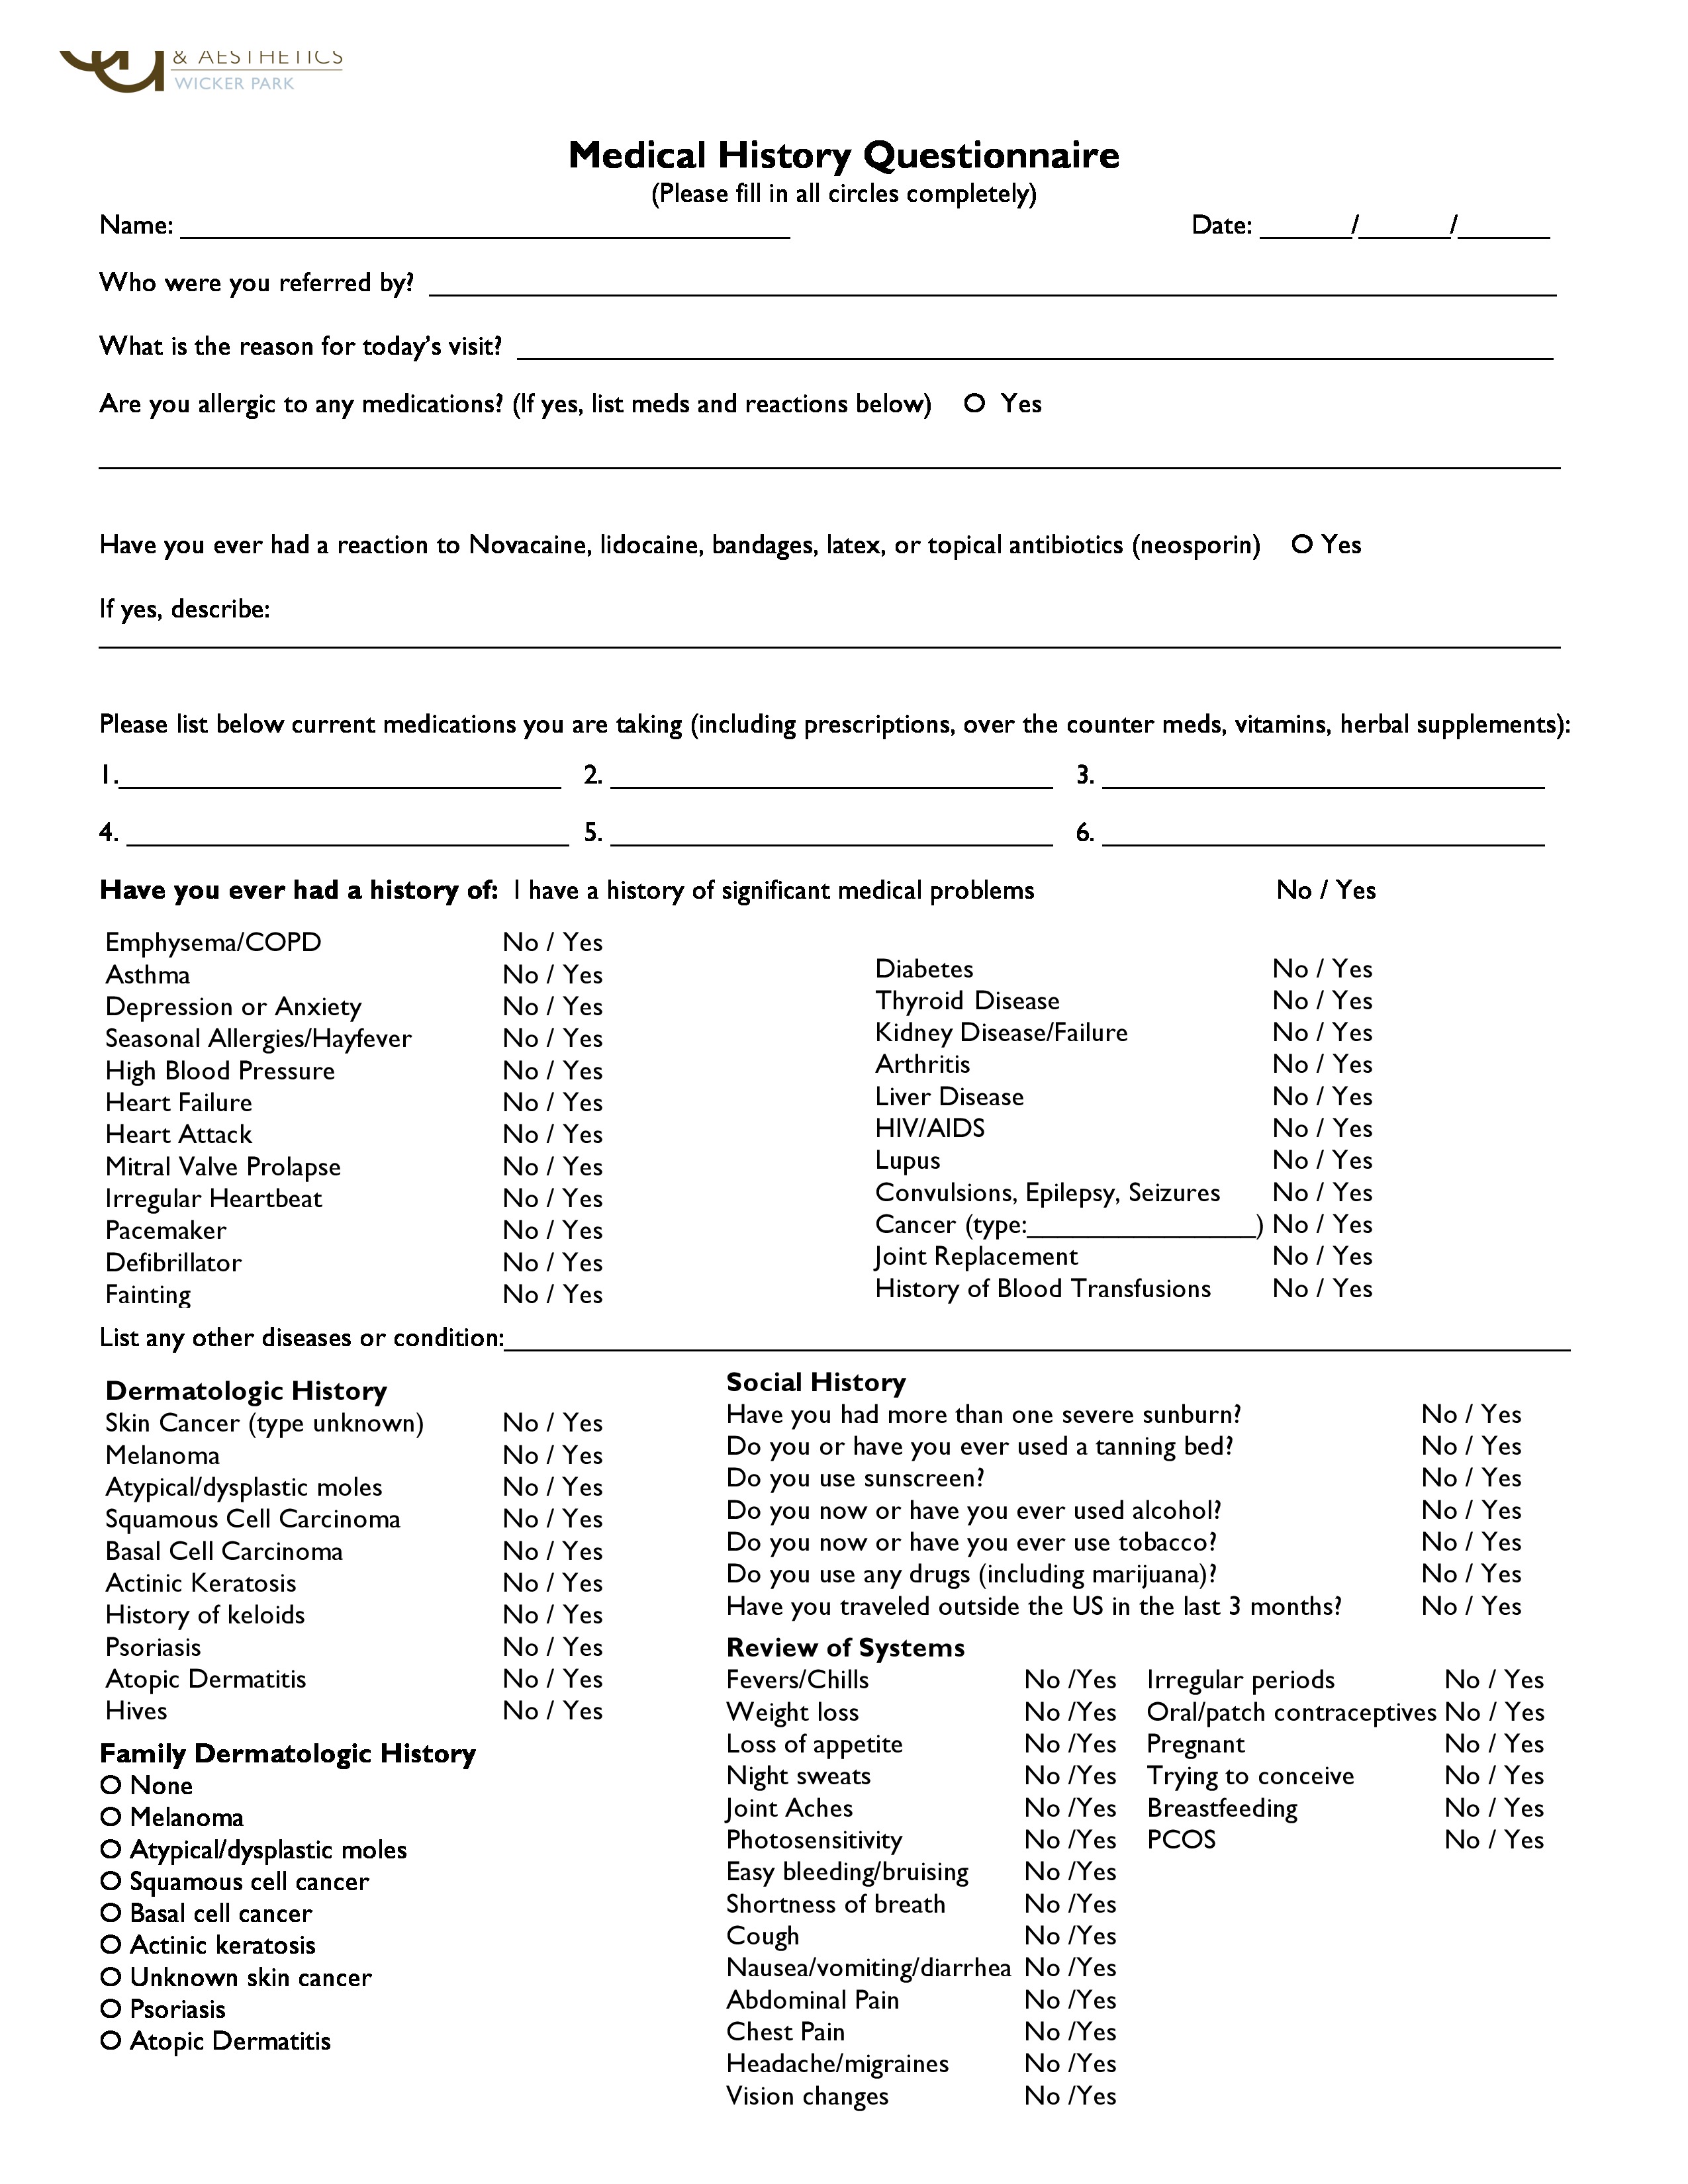 & AESTHETICS
WICKER PARK
Medical History Questionnaire
(Please fill in all circles completely)
Name: Date: / /
Who were you referred by?
What is the reason for today's visit?
Are you allergic to any medications? (If yes, list meds and reactions below) O Yes
Have you ever had a reaction to Novacaine, lidocaine, bandages, latex, or topical antibiotics (neosporin) O Yes
If yes, describe:
Please list below current medications you are taking (including prescriptions, over the counter meds, vitamins, herbal supplements):
1. 2. 3.
4. 5. 6.
Have you ever had a history of: I have a history of significant medical problems No / Yes
Emphysema/COPD No / Yes
Asthma No / Yes
Depression or Anxiety No / Yes
Seasonal Allergies/Hayfever No / Yes
High Blood Pressure No / Yes
Heart Failure No / Yes
Heart Attack No / Yes
Mitral Valve Prolapse No / Yes
Irregular Heartbeat No / Yes
Pacemaker No / Yes
Defibrillator No / Yes
Fainting No / Yes
Diabetes No / Yes
Thyroid Disease No / Yes
Kidney Disease/Failure No / Yes
Arthritis No / Yes
Liver Disease No / Yes
HIV/AIDS No / Yes
Lupus No / Yes
Convulsions, Epilepsy, Seizures No / Yes
Cancer (type:_________________) No / Yes
Joint Replacement No / Yes
History of Blood Transfusions No / Yes
List any other diseases or condition:
Dermatologic History
Skin Cancer (type unknown) No / Yes
Melanoma No / Yes
Atypical/dysplastic moles No / Yes
Squamous Cell Carcinoma No / Yes
Basal Cell Carcinoma No / Yes
Actinic Keratosis No / Yes
History of keloids No / Yes
Psoriasis No / Yes
Atopic Dermatitis No / Yes
Hives No / Yes
Family Dermatologic History
O None
O Melanoma
O Atypical/dysplastic moles
O Squamous cell cancer
O Basal cell cancer
O Actinic keratosis
O Unknown skin cancer
O Psoriasis
O Atopic Dermatitis
Social History
Have you had more than one severe sunburn? No / Yes
Do you or have you ever used a tanning bed? No / Yes
Do you use sunscreen? No / Yes
Do you now or have you ever used alcohol? No / Yes
Do you now or have you ever use tobacco? No / Yes
Do you use any drugs (including marijuana)? No / Yes
Have you traveled outside the US in the last 3 months? No / Yes
Review of Systems
Fevers/Chills No /Yes Irregular periods No / Yes
Weight loss No /Yes Oral/patch contraceptives No / Yes
Loss of appetite No /Yes Pregnant No / Yes
Night sweats No /Yes Trying to conceive No / Yes
Joint Aches No /Yes Breastfeeding No / Yes
Photosensitivity No /Yes PCOS No / Yes
Easy bleeding/bruising No /Yes
Shortness of breath No /Yes
Cough No /Yes
Nausea/vomiting/diarrhea No /Yes
Abdominal Pain No /Yes
Chest Pain No /Yes
Headache/migraines No /Yes
Vision changes No /Yes